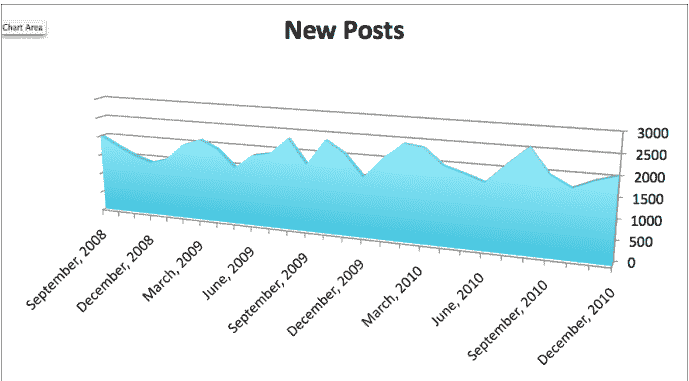 New Posts
Chart Area
3000
2500
2000
1500
1000
500
0
September, 2008
December, 2008
March, 2009
June, 2009
September, 2009
December, 2009
March, 2010
June, 2010
September, 2010
December, 2010